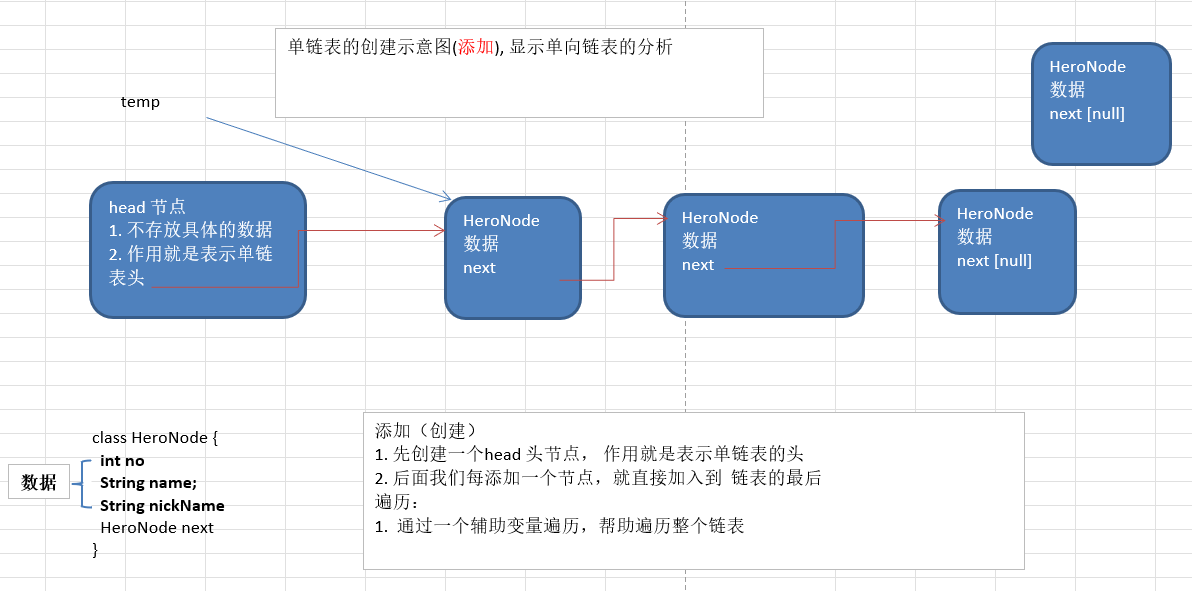 单链表的创建示意图(添加), 显示单向链表的分析
temp
HeroNode
数据
next [null]
head 节点
1. 不存放具体的数据
2. 作用就是表示单链
表头
HeroNode
数据
next
HeroNode
数据
next
HeroNode
数据
next [null]
数据
class HeroNode {
int no
String name;
String nickName
HeroNode next
}
添加（创建）
1. 先创建一个head 头节点， 作用就是表示单链表的头
2. 后面我们每添加一个节点，就直接加入到 链表的最后
遍历：
1. 通过一个辅助变量遍历，帮助遍历整个链表